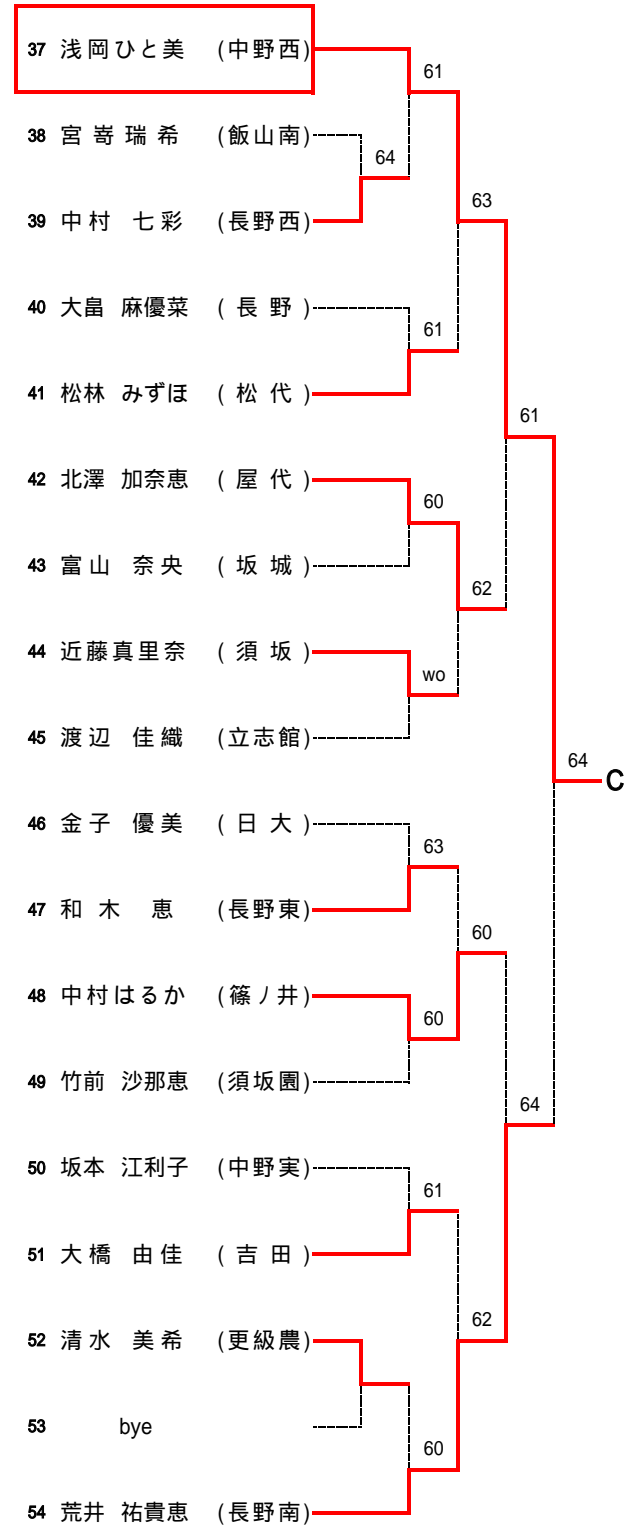 37 浅岡ひと美 (中野西)
61
38 宮嵜瑞希 (飯山南)
64
63
39 中村 七彩 (長野西)
40 大畠 麻優菜 (長野)
61
41 松林 みずほ (松代)
61
42 北澤 加奈恵 (屋代)
60
43 富山 奈央 (坂城)
62
44 近藤真里奈 (須坂)
wo
45 渡辺 佳織 (立志館)
64
C
46 金子 優美 (日大)
63
47 和木 恵 (長野東)
60
48 中村はるか (篠ノ井)
60
49 竹前 沙那恵 (須坂園)
64
50 坂本 江利子 (中野実)
61
51 大橋 由佳 (吉田)
62
52 清水 美希 (更級農)
53 bye
60
54 荒井 祐貴恵 (長野南)